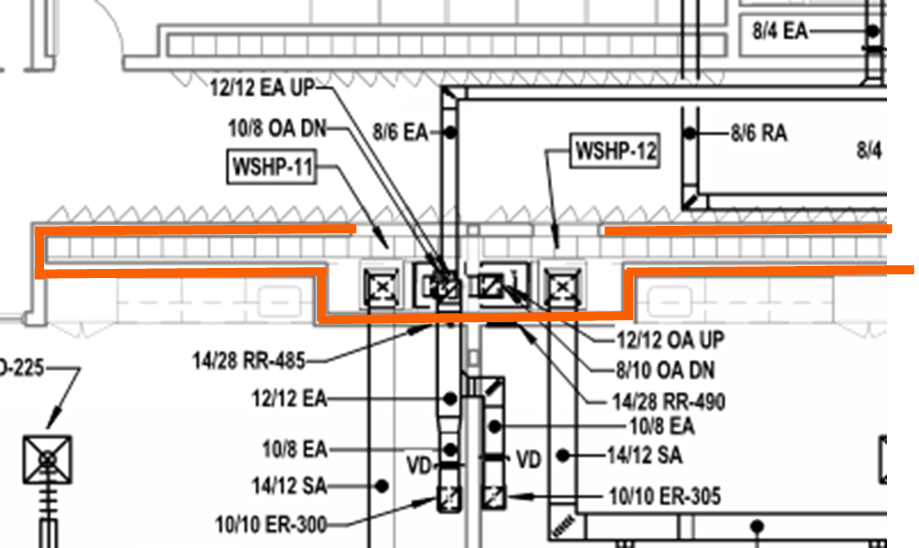 8/4 EA
12/12 EA UP
10/8 OA DN
8/6 EA
8/6 RA
WSHP-11
WSHP-12
8/4
12/12 OA UP
14/28 RR-485
8/10 OA DN
-225
12/12 EA
14/28 RR-490
10/8 EA
10/8 EA
VD
VD
14/12 SA
14/12 SA
10/10 ER-305
10/10 ER-300